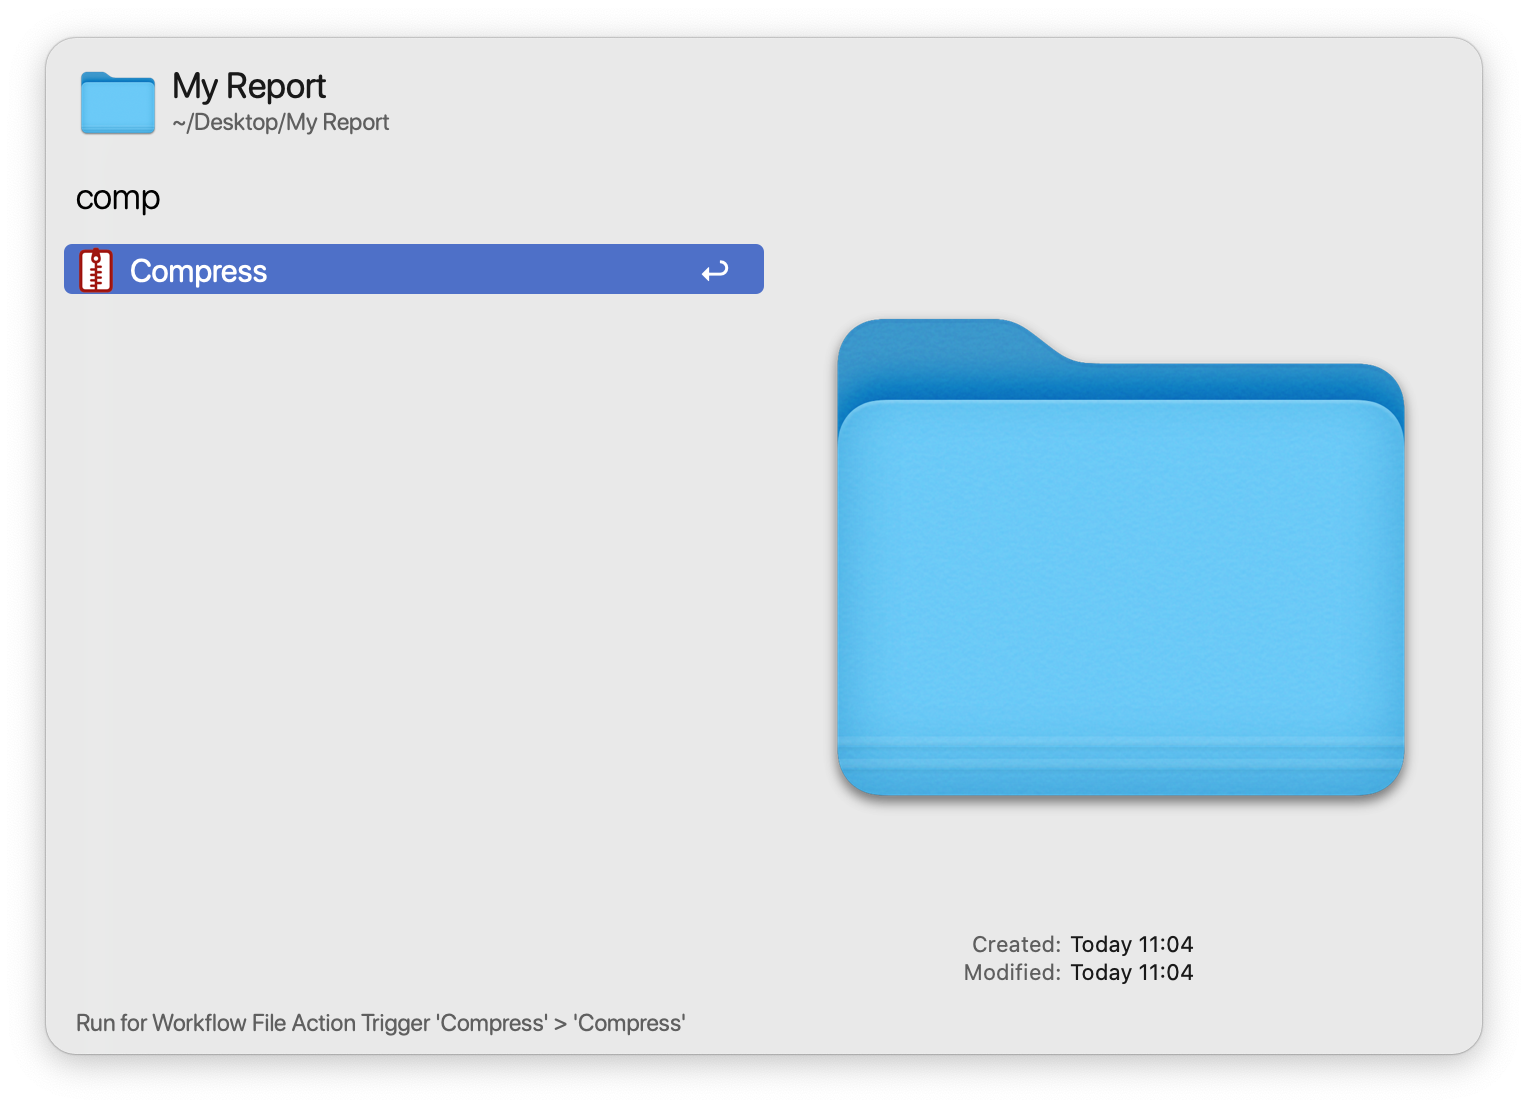 My Report
~/Desktop/My Report
comp
Compress
Created: Today 11:04
Modified: Today 11:04
Run for Workflow File Action Trigger 'Compress' > 'Compress'